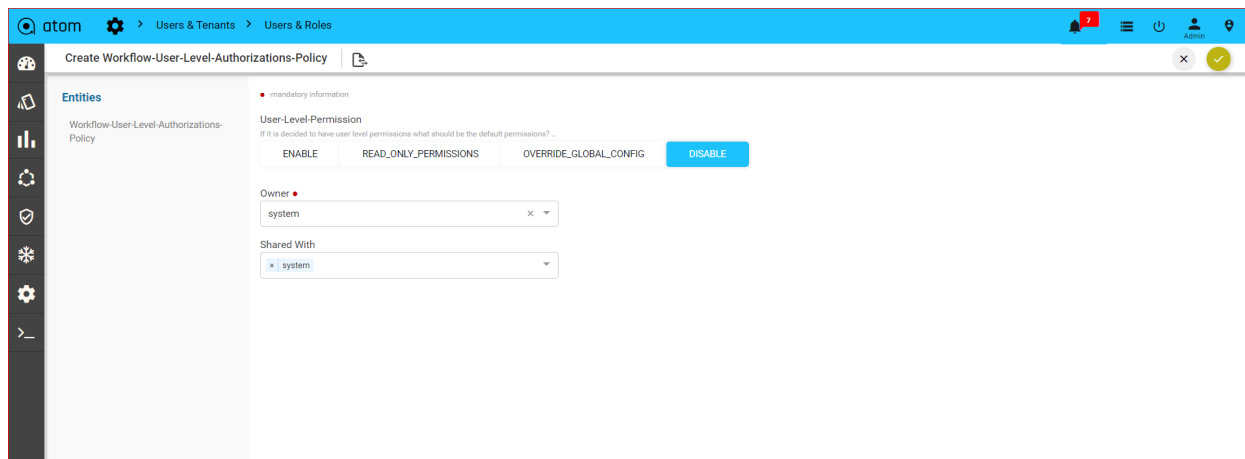 atom > Users & Tenants > Users & Roles
7
Admin
Create Workflow-User-Level-Authorizations-Policy
Entities
Workflow-User-Level-Authorizations-
Policy
-mandatory information
User-Level-Permission
If it is decided to have user level permissions what should be the default permissions? ...
ENABLE READ_ONLY_PERMISSIONS OVERRIDE_GLOBAL_CONFIG DISABLE
Owner
system
Shared With
× system